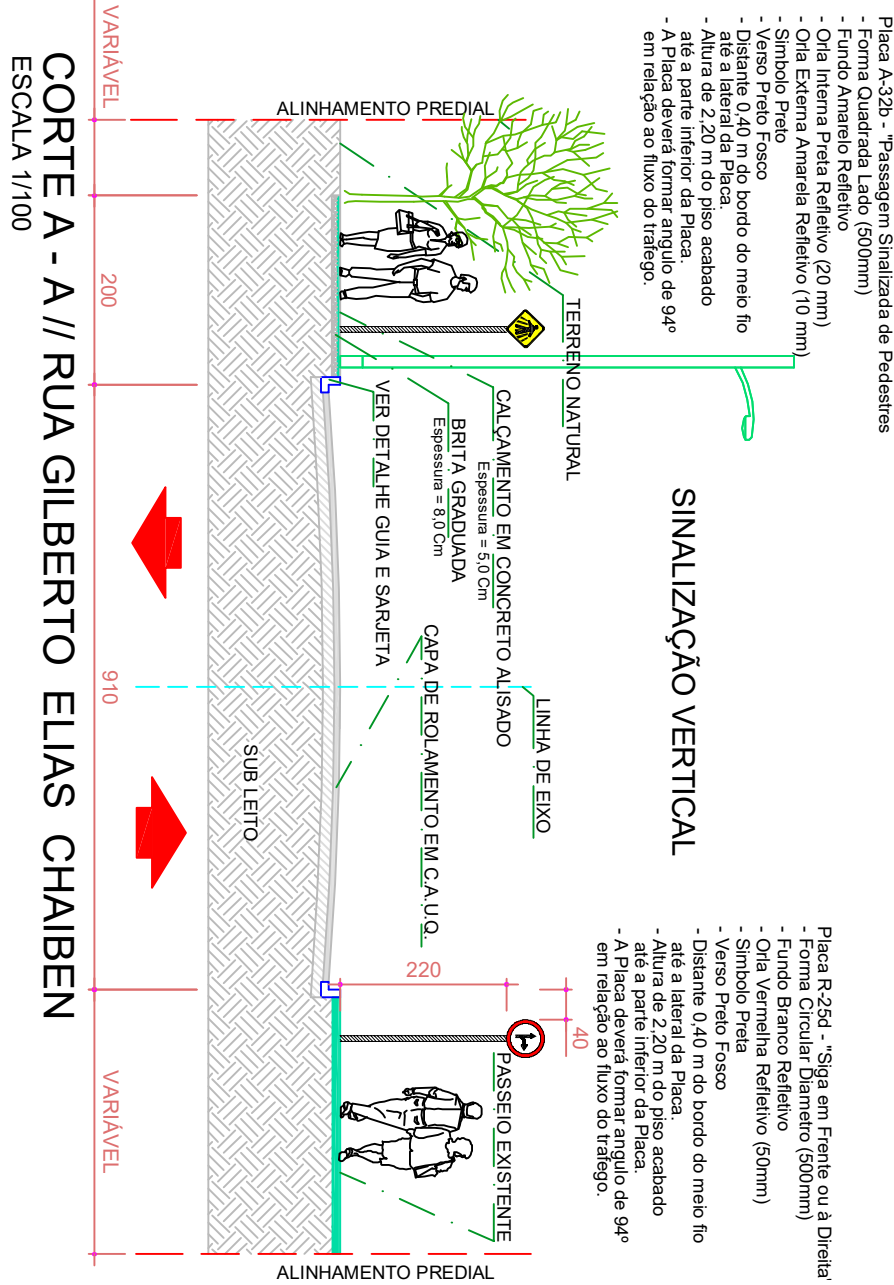 Placa A-32b - "Passagem Sinalizada de Pedestres
- Forma Quadrada Lado (500mm)
- Fundo Amarelo Refletivo
- Orla Interna Preta Refletivo (20 mm)
- Orla Externa Amarela Refletivo (10 mm)
- Simbolo Preto
- Verso Preto Fosco
- Distante 0,40 m do bordo do meio fio
até a lateral da Placa.
- Altura de 2,20 m do piso acabado
até a parte inferior da Placa.
- A Placa deverá formar angulo de 94º
em relação ao fluxo do trafego.
SINALIZAÇÃO VERTICAL
Placa R-25d - "Siga em Frente ou à Direita"
- Forma Circular Diametro (500mm)
- Fundo Branco Refletivo
- Orla Vermelha Refletivo (50mm)
- Simbolo Preta
- Verso Preto Fosco
- Distante 0,40 m do bordo do meio fio
até a lateral da Placa.
- Altura de 2,20 m do piso acabado
até a parte inferior da Placa.
- A Placa deverá formar angulo de 94º
em relação ao fluxo do trafego.
ALINHAMENTO PREDIAL
TERRENO NATURAL
CALÇAMENTO EM CONCRETO ALISADO
Espessura = 5,0 Cm
BRITA GRADUADA
Espessura = 8,0 Cm
VER DETALHE GUIA E SARJETA
LINHA DE EIXO
CAPA DE ROLAMENTO EM C.A.U.Q.
SUB LEITO
220
40
PASSEIO EXISTENTE
ALINHAMENTO PREDIAL
VARIÁVEL
200
910
VARIÁVEL
CORTE A - A // RUA GILBERTO ELIAS CHAIBEN
ESCALA 1/100